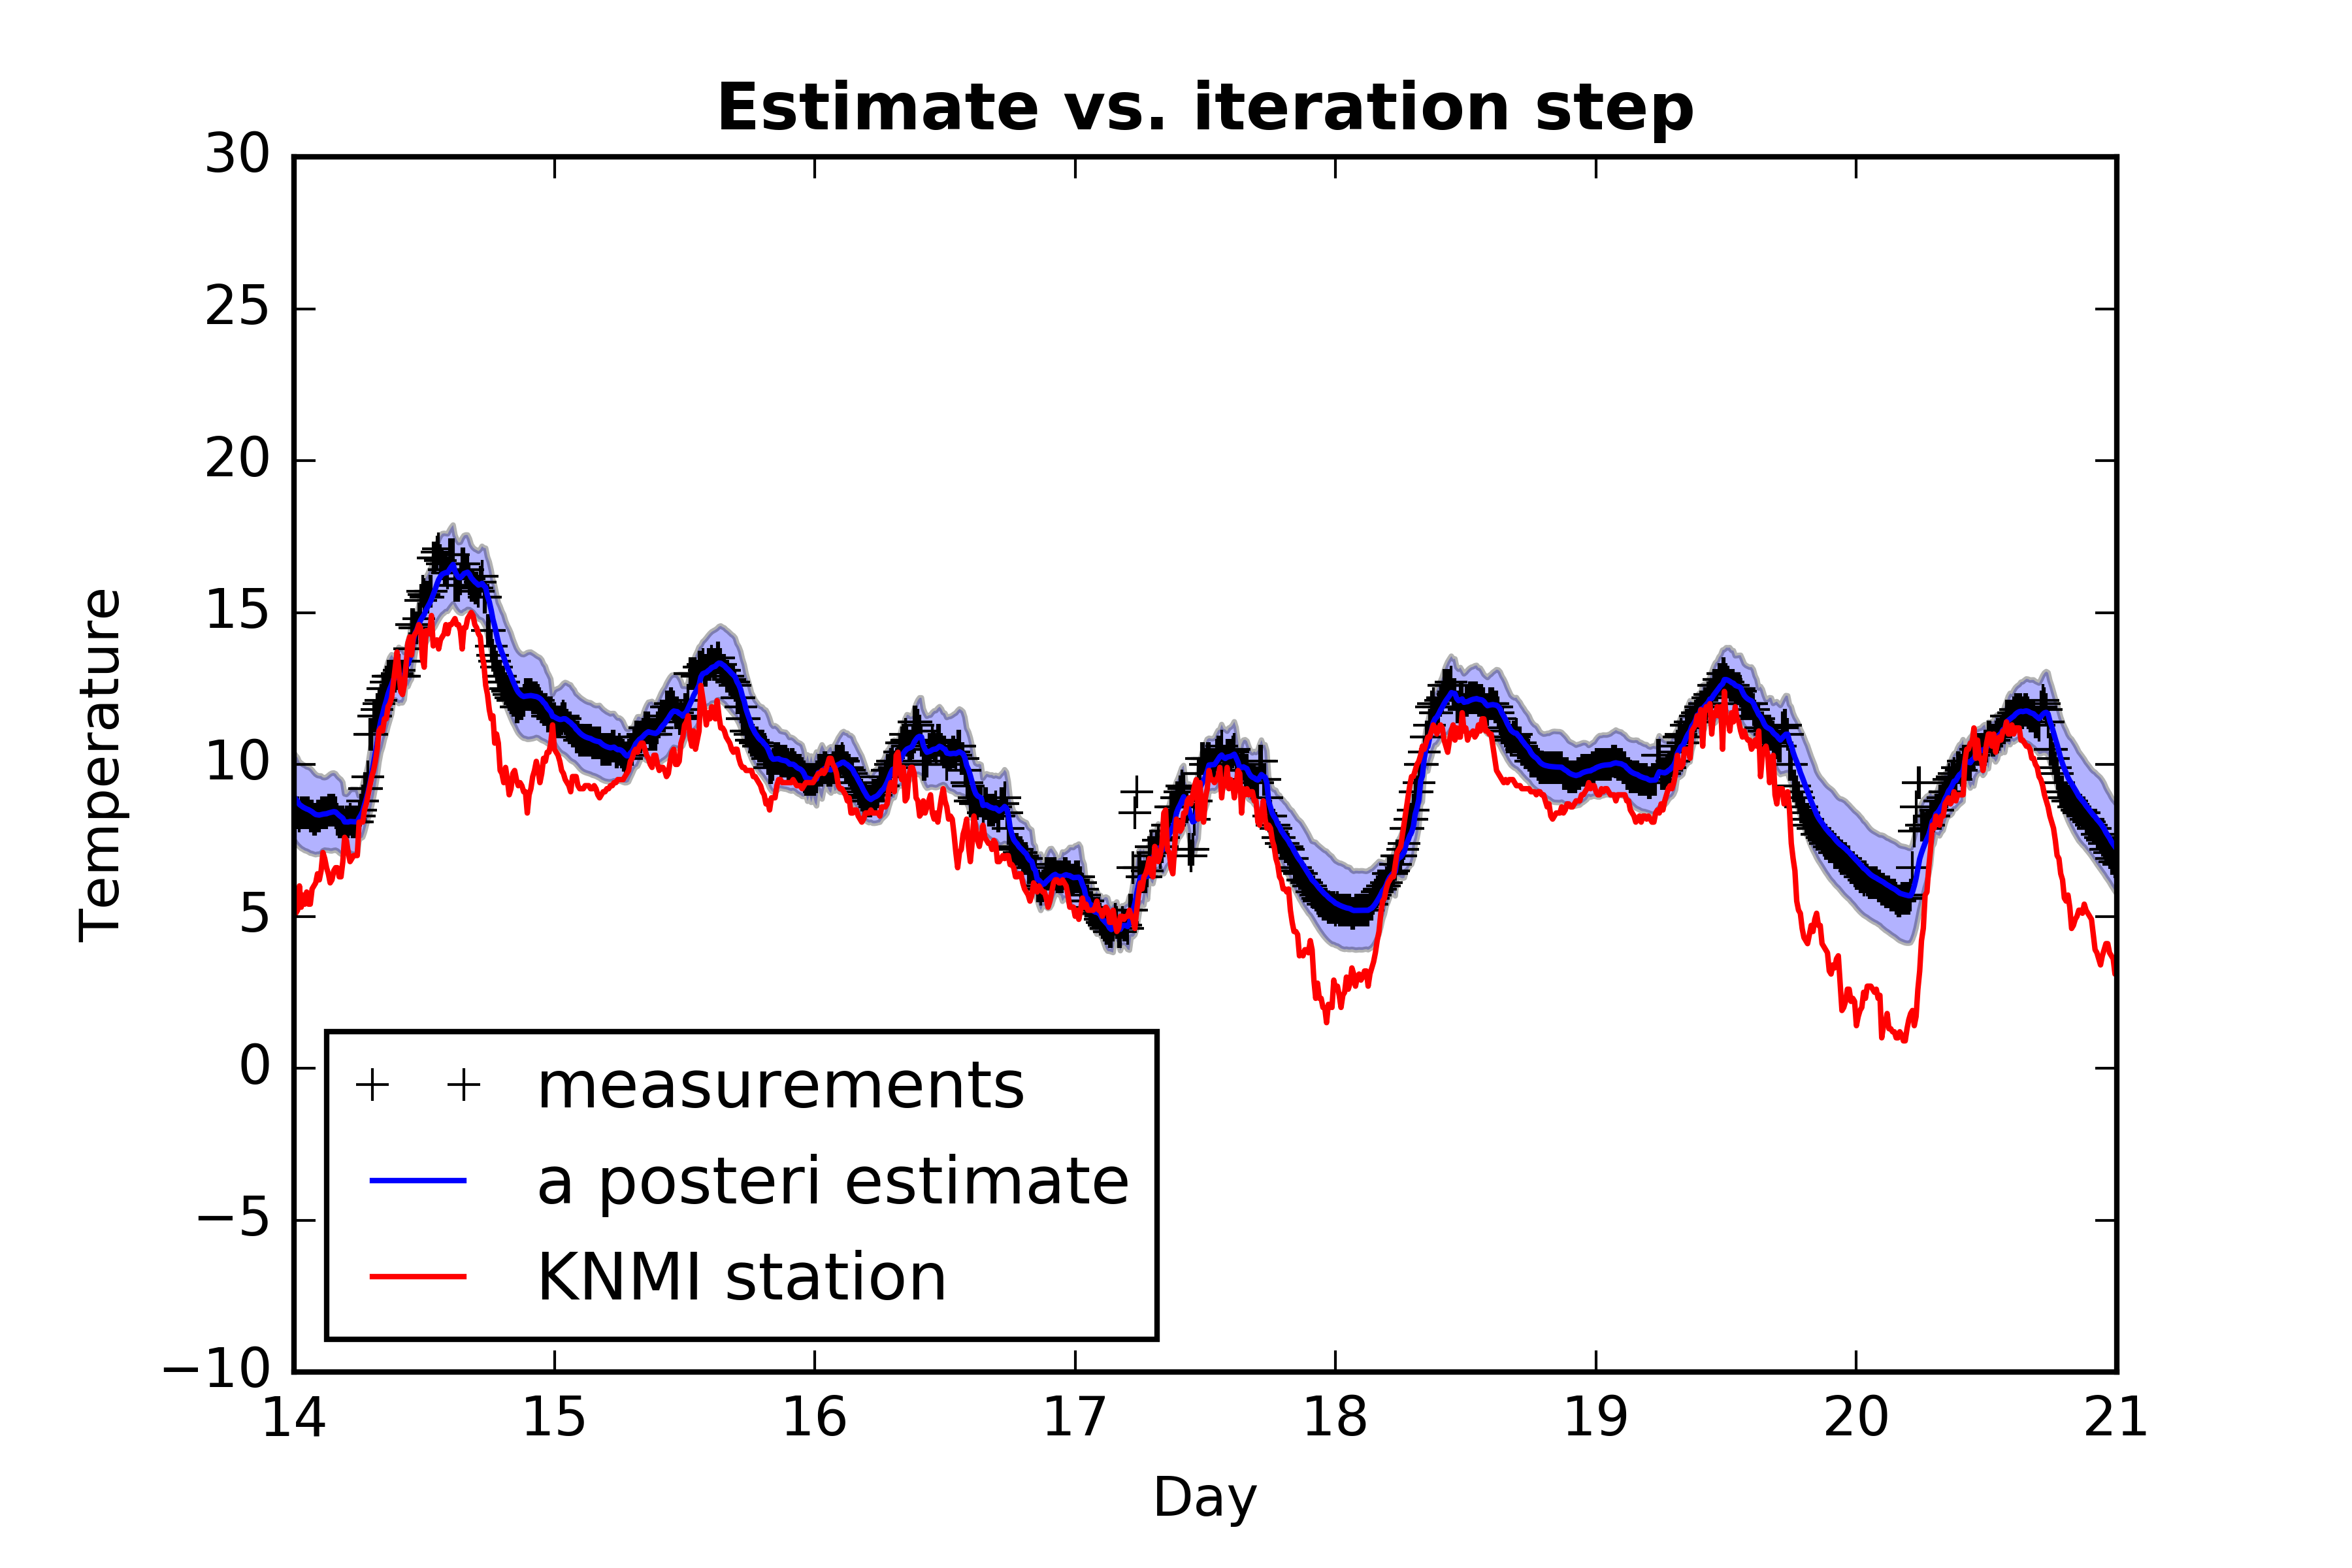 Estimate vs. iteration step
30
25
20
15
10
5
0
−5
−10
Temperature
measurements
a posteri estimate
KNMI station
14 15 16 17 18 19 20 21
Day